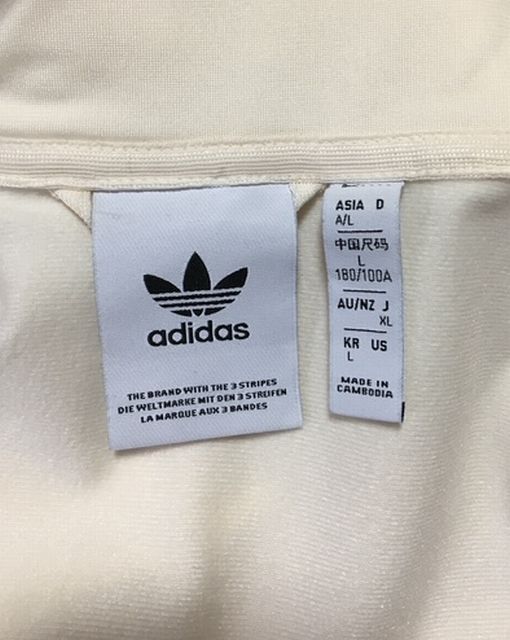 adidas
THE BRAND WITH THE 3 STRIPES
DIE WELTMARKE MIT DEN 3 STREIFEN
LA MARQUE AUX 3 BANDES
ASIA D
A/L
中国尺码
L
180/100A
AU/NZ J
XL
KR US
L
MADE IN
CAMBODIA